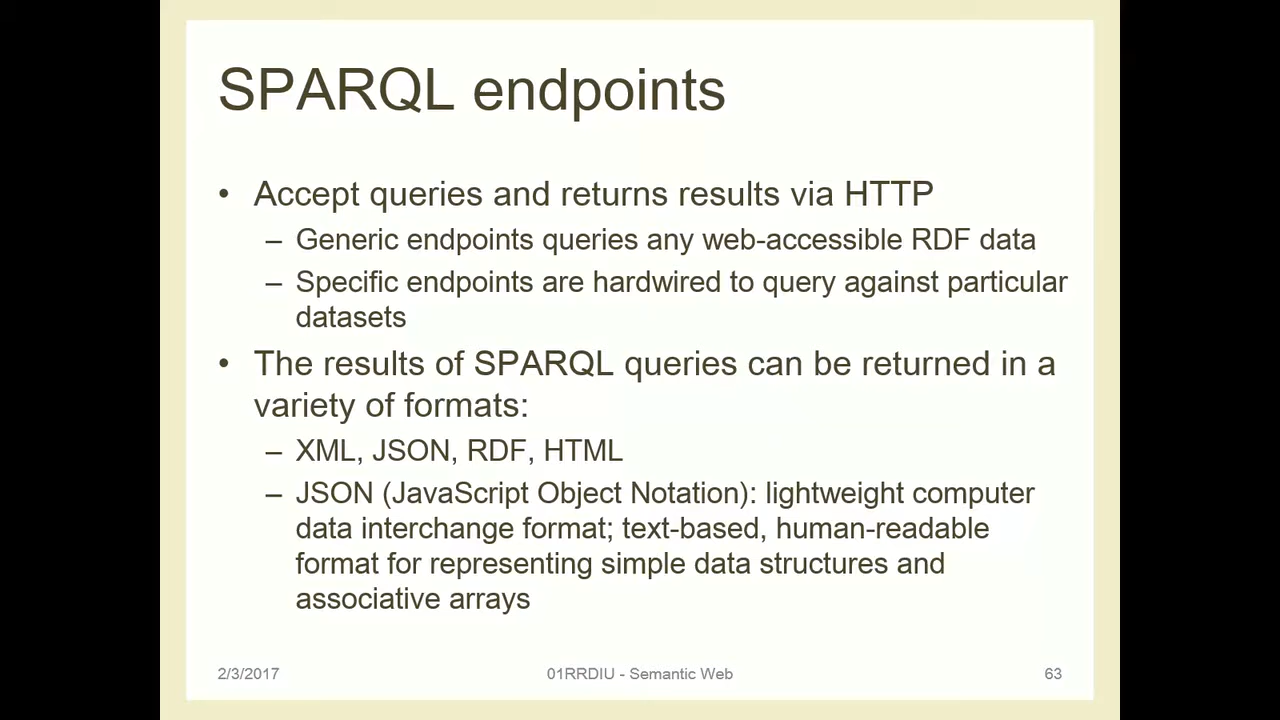 SPARQL endpoints
• Accept queries and returns results via HTTP
– Generic endpoints queries any web-accessible RDF data
– Specific endpoints are hardwired to query against particular
datasets
• The results of SPARQL queries can be returned in a
variety of formats:
– XML, JSON, RDF, HTML
– JSON (JavaScript Object Notation): lightweight computer
data interchange format; text-based, human-readable
format for representing simple data structures and
associative arrays
2/3/2017 01RRDIU - Semantic Web 63